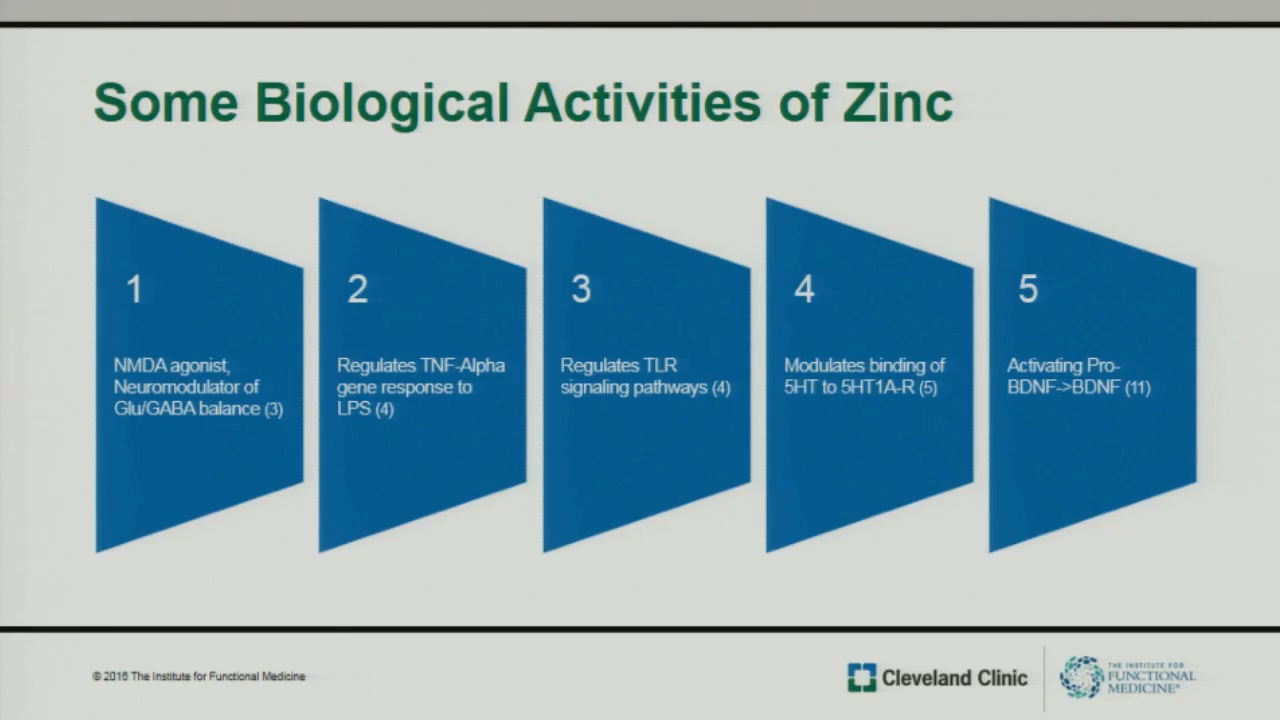 Some Biological Activities of Zinc
1
NMDA agonist,
Neuromodulator of
Glu/GABA balance (3)
2
Regulates TNF-Alpha
gene response to
LPS (4)
3
Regulates TLR
signaling pathways (4)
4
Modulates binding of
5HT to 5HT1A-R (5)
5
Activating Pro-
BDNF->BDNF (11)
© 2016 The Institute for Functional Medicine
Cleveland Clinic
THE INSTITUTE FOR
FUNCTIONAL
MEDICINE®